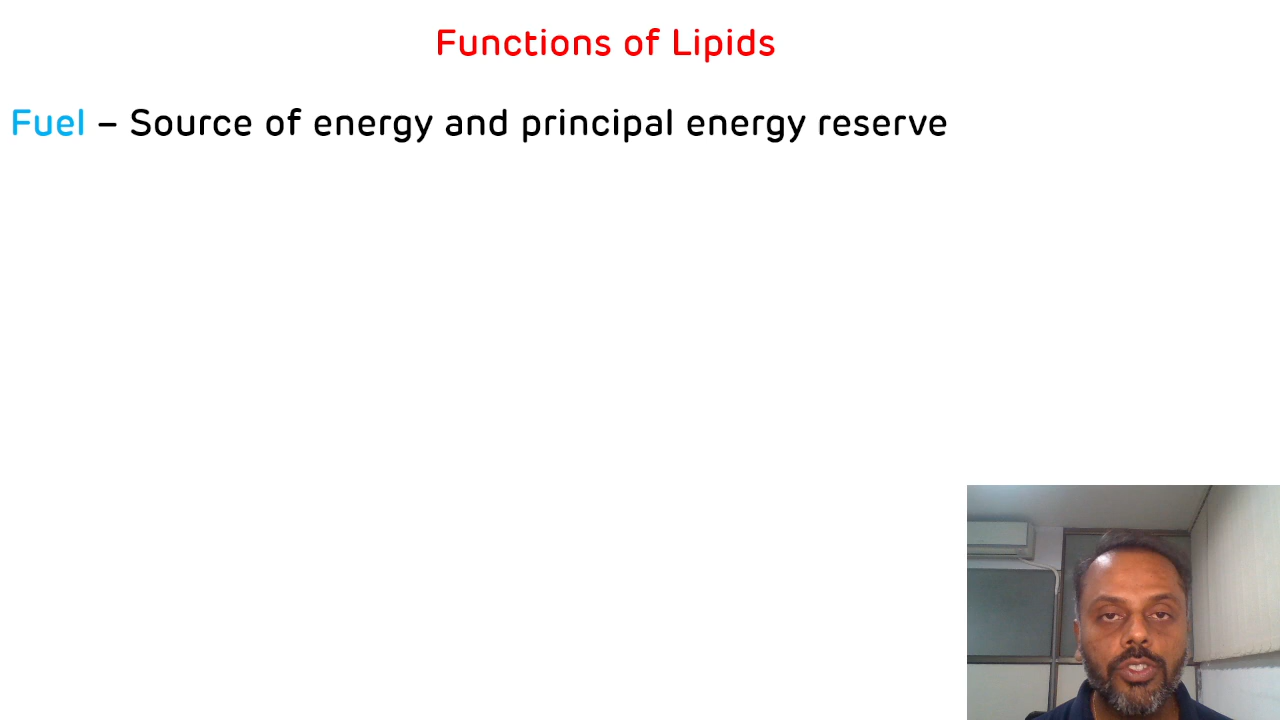 Functions of Lipids
Fuel – Source of energy and principal energy reserve